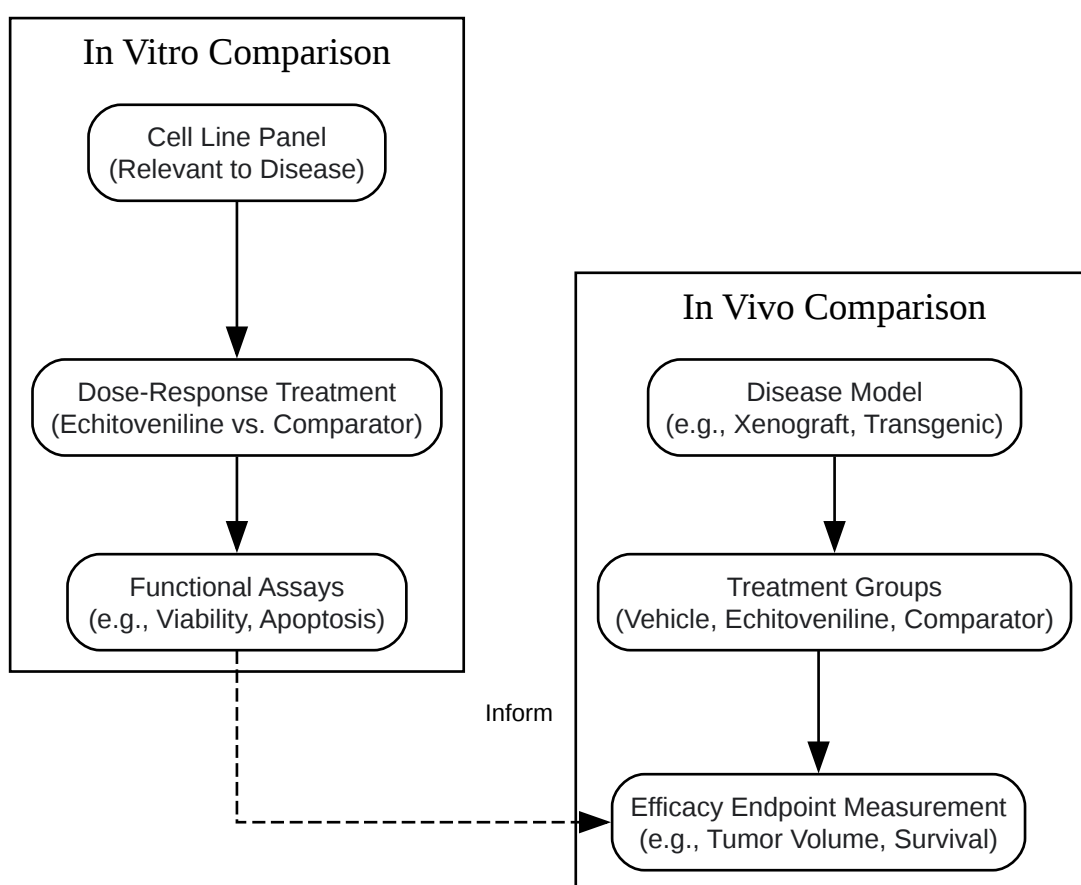 In Vitro Comparison
Cell Line Panel
(Relevant to Disease)
Dose-Response Treatment
(Echitoveniline vs. Comparator)
Functional Assays
(e.g., Viability, Apoptosis)
Inform
In Vivo Comparison
Disease Model
(e.g., Xenograft, Transgenic)
Treatment Groups
(Vehicle, Echitoveniline, Comparator)
Efficacy Endpoint Measurement
(e.g., Tumor Volume, Survival)